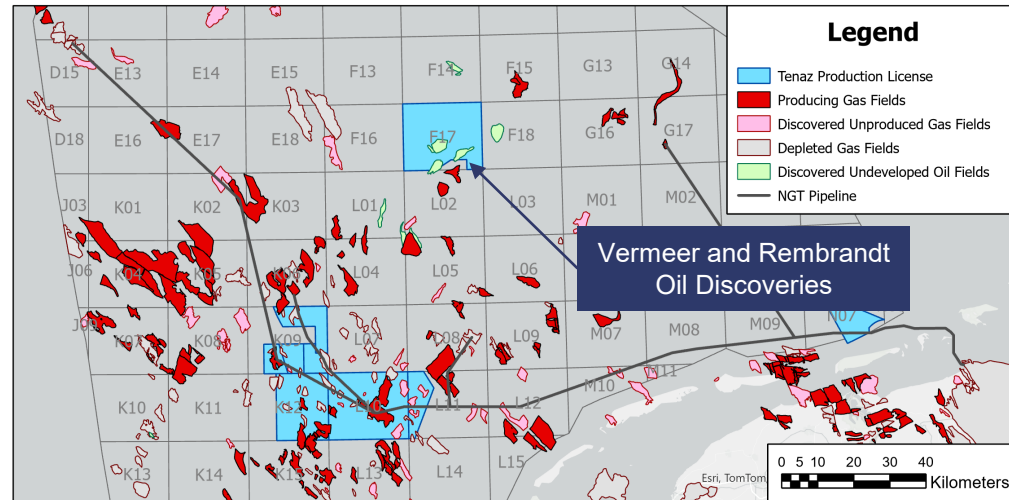 Legend
Tenaz Production License
Producing Gas Fields
Discovered Unproduced Gas Fields
Depleted Gas Fields
Discovered Undeveloped Oil Fields
NGT Pipeline
D15 E13 E14 E15 F13 F14 F15 G13 G14
D18 E16 E17 E18 F16 F17 F18 G16 G17
J03 K01 K02 K03 L01 L02 L03 M01 M02
Vermeer and Rembrandt
Oil Discoveries
J06 K04 K05 K06 L04 L05 L06
J09 K07 K08 K09 L07 L08 L09 M07 M08 M09 N07
K10 K11 K12 L10 L11 L12 M10 M11
K13 K14 K15 L13 L14 L15
Esri, TomTom
0 5 10 20 30 40
Kilometers